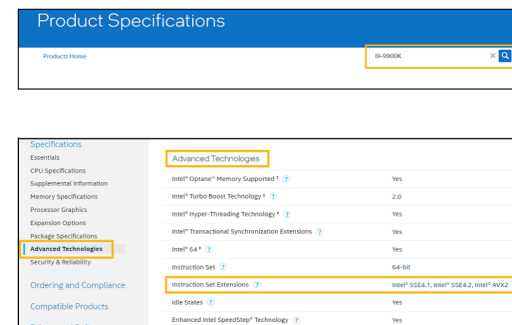 Product Specifications
Products Home
i9-9900K
Specifications
Essentials
CPU Specifications
Supplemental Information
Memory Specifications
Processor Graphics
Expansion Options
Package Specifications
Advanced Technologies
Security & Reliability
Ordering and Compliance
Compatible Products
Advanced Technologies
Intel® Optane™ Memory Supported ‡ ? Yes
Intel® Turbo Boost Technology ‡ ? 2.0
Intel® Hyper-Threading Technology ‡ ? Yes
Intel® Transactional Synchronization Extensions ? Yes
Intel® 64 ‡ ? Yes
Instruction Set ? 64-bit
Instruction Set Extensions ? Intel® SSE4.1, Intel® SSE4.2, Intel® AVX2
Idle States ? Yes
Enhanced Intel SpeedStep® Technology ? Yes